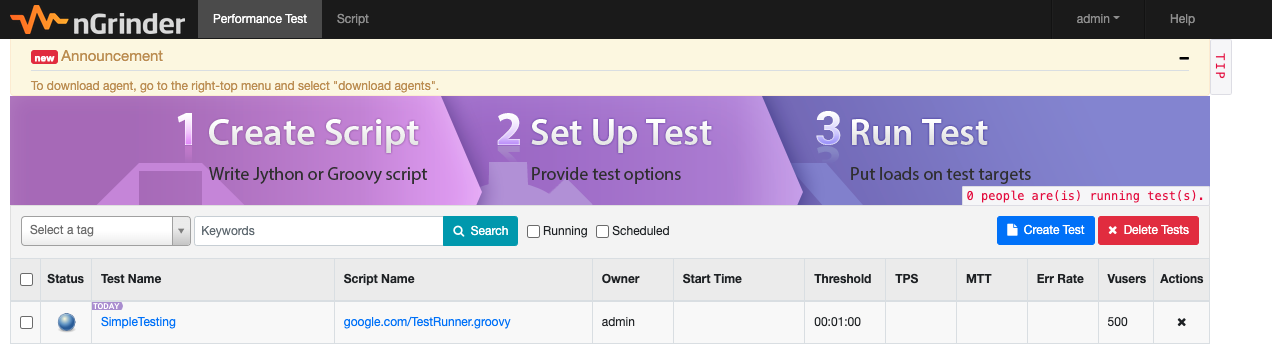 nGrinder Performance Test Script admin Help
new Announcement
To download agent, go to the right-top menu and select "download agents".
TIP
1 Create Script
Write Jython or Groovy script
2 Set Up Test
Provide test options
3 Run Test
Put loads on test targets
0 people are(is) running test(s).
Select a tag Keywords Search Running Scheduled Create Test Delete Tests
Status Test Name Script Name Owner Start Time Threshold TPS MTT Err Rate Vusers Actions
TODAY
SimpleTesting google.com/TestRunner.groovy admin 00:01:00 500